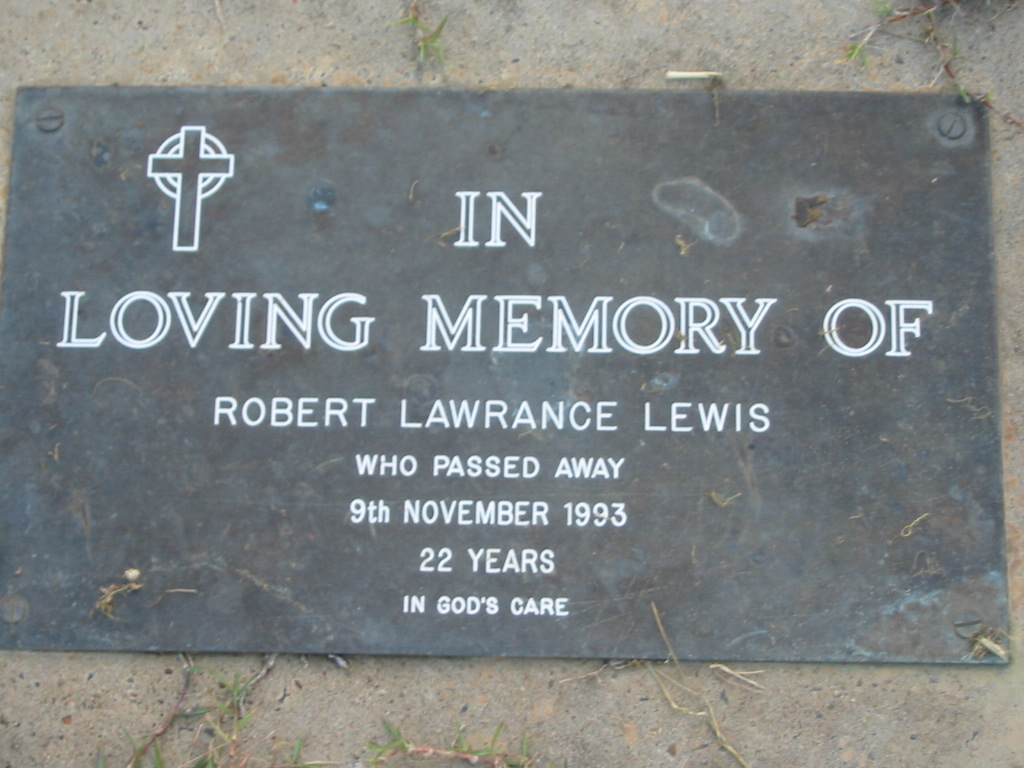 IN
LOVING MEMORY OF
ROBERT LAWRANCE LEWIS
WHO PASSED AWAY
9th NOVEMBER 1993
22 YEARS
IN GOD'S CARE